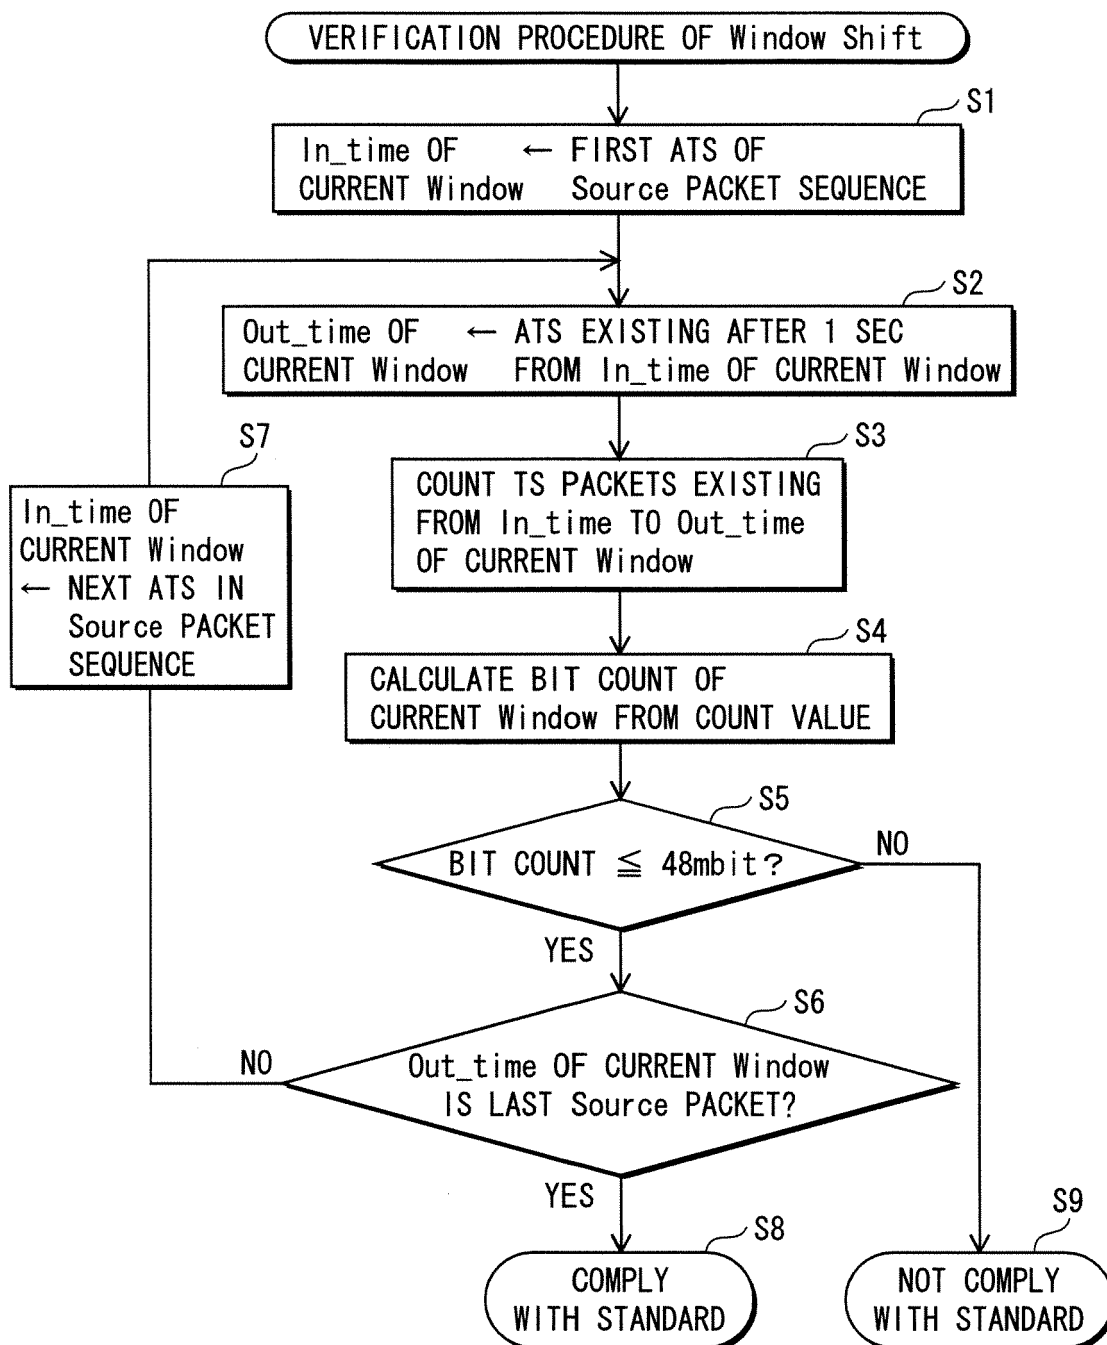 VERIFICATION PROCEDURE OF Window Shift
S1
In_time OF ← FIRST ATS OF
CURRENT Window Source PACKET SEQUENCE
S2
Out_time OF ← ATS EXISTING AFTER 1 SEC
CURRENT Window FROM In_time OF CURRENT Window
S7
In_time OF
CURRENT Window
← NEXT ATS IN
Source PACKET
SEQUENCE
S3
COUNT TS PACKETS EXISTING
FROM In_time TO Out_time
OF CURRENT Window
S4
CALCULATE BIT COUNT OF
CURRENT Window FROM COUNT VALUE
S5
BIT COUNT ≦ 48mbit?
NO
YES
S6
NO
Out_time OF CURRENT Window
IS LAST Source PACKET?
YES
S8
COMPLY
WITH STANDARD
S9
NOT COMPLY
WITH STANDARD